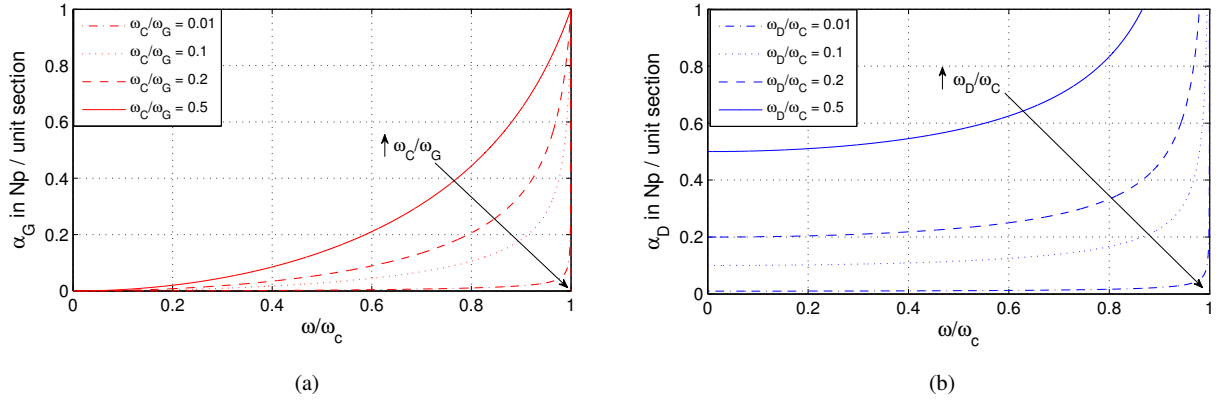 ω_C/ω_G = 0.01
ω_C/ω_G = 0.1
ω_C/ω_G = 0.2
ω_C/ω_G = 0.5
↑ ω_C/ω_G
α_G in Np / unit section
1
0.8
0.6
0.4
0.2
0
0 0.2 0.4 0.6 0.8 1
ω/ω_c
(a)
ω_D/ω_C = 0.01
ω_D/ω_C = 0.1
ω_D/ω_C = 0.2
ω_D/ω_C = 0.5
↑ ω_D/ω_C
α_D in Np / unit section
1
0.8
0.6
0.4
0.2
0
0 0.2 0.4 0.6 0.8 1
ω/ω_c
(b)